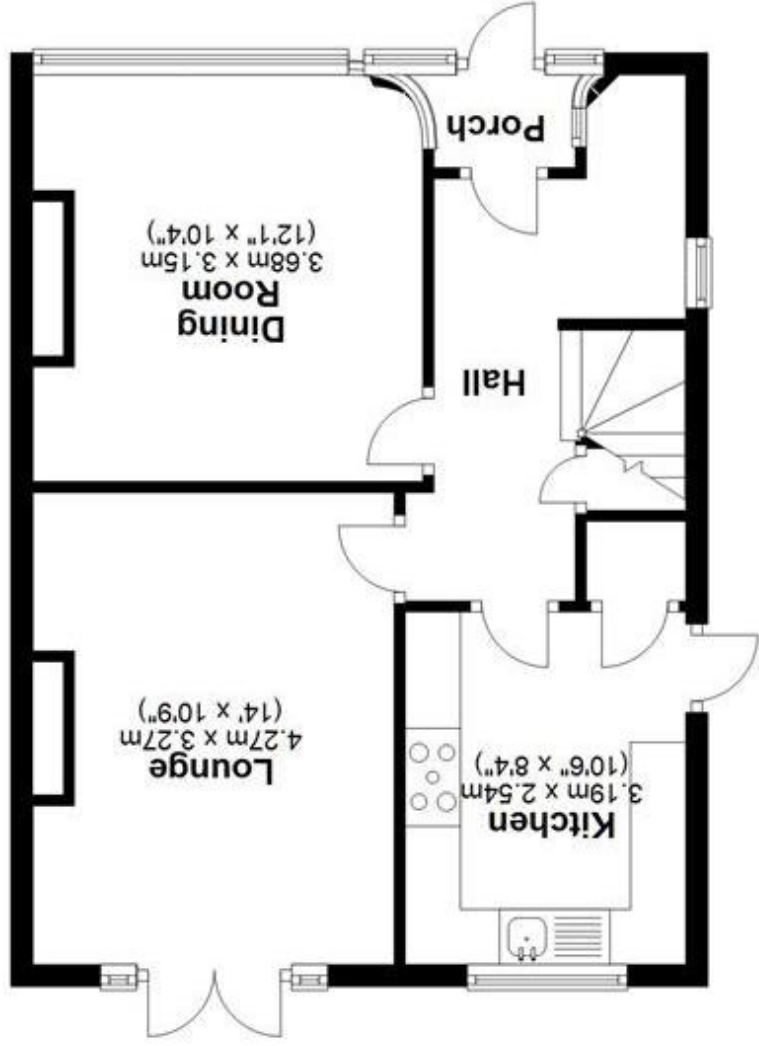 Kitchen
3.19m x 2.54m
(10'6" x 8'4")
Lounge
4.27m x 3.27m
(14' x 10'9")
Hall
Dining
Room
3.68m x 3.15m
(12'1" x 10'4")
Porch